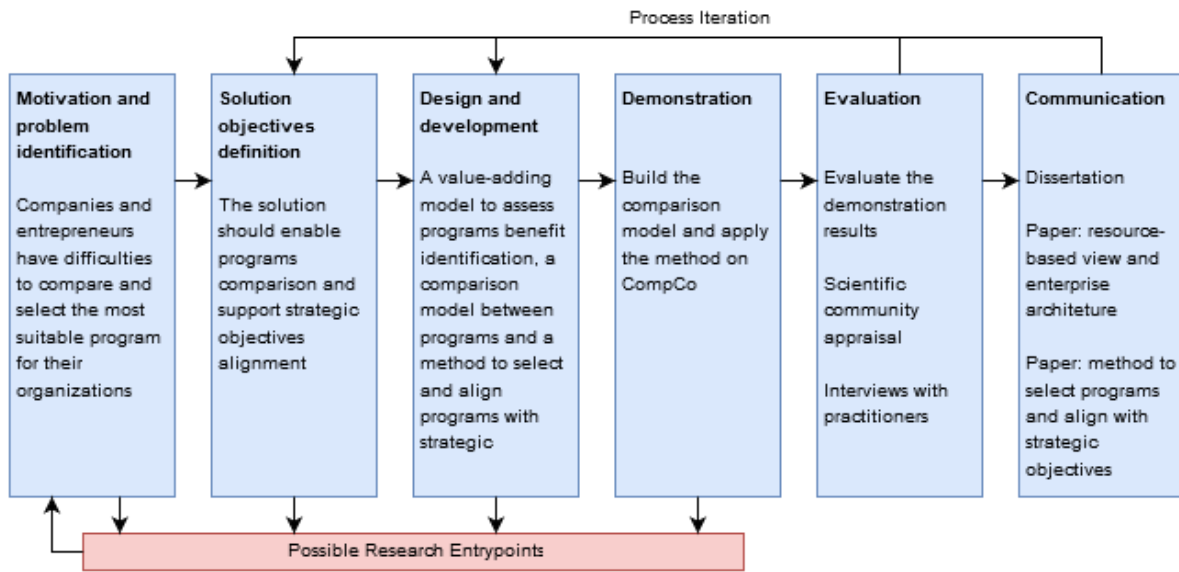 Process Iteration
Motivation and
problem
identification
Companies and
entrepreneurs
have difficulties
to compare and
select the most
suitable program
for their
organizations
Solution
objectives
definition
The solution
should enable
programs
comparison and
support strategic
objectives
alignment
Design and
development
A value-adding
model to assess
programs benefit
identification, a
comparison
model between
programs and a
method to select
and align
programs with
strategic
Demonstration
Build the
comparison
model and apply
the method on
CompCo
Evaluation
Evaluate the
demonstration
results
Scientific
community
appraisal
Interviews with
practitioners
Communication
Dissertation
Paper: resource-
based view and
enterprise
architeture
Paper: method to
select programs
and align with
strategic
objectives
Possible Research Entrypoints